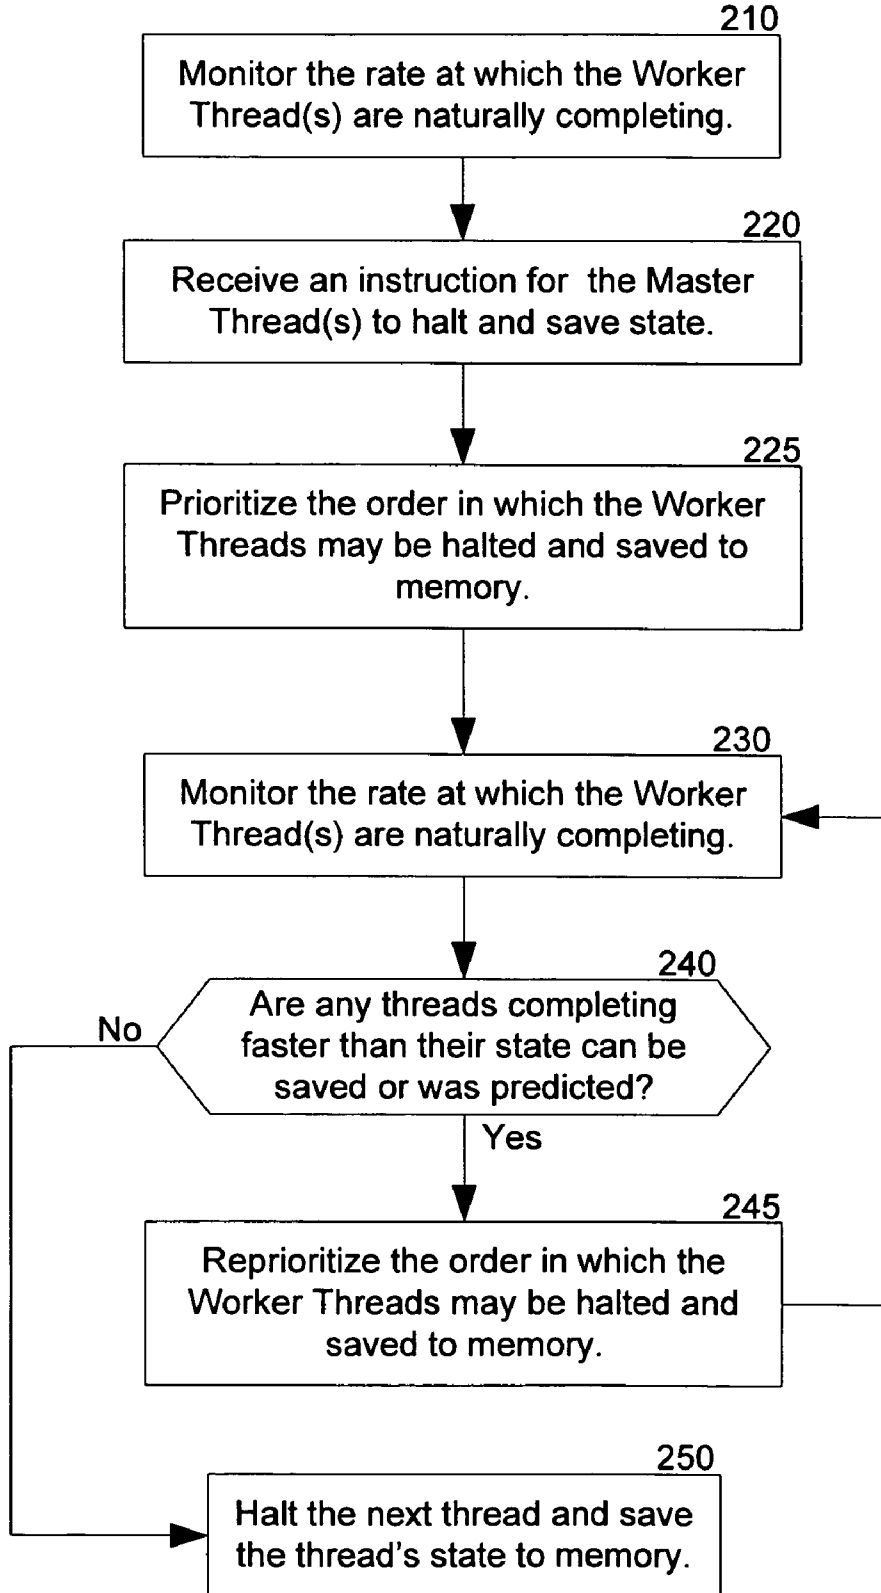 210
Monitor the rate at which the Worker
Thread(s) are naturally completing.
220
Receive an instruction for the Master
Thread(s) to halt and save state.
225
Prioritize the order in which the Worker
Threads may be halted and saved to
memory.
230
Monitor the rate at which the Worker
Thread(s) are naturally completing.
240
Are any threads completing
faster than their state can be
saved or was predicted?
No
Yes
245
Reprioritize the order in which the
Worker Threads may be halted and
saved to memory.
250
Halt the next thread and save
the thread's state to memory.